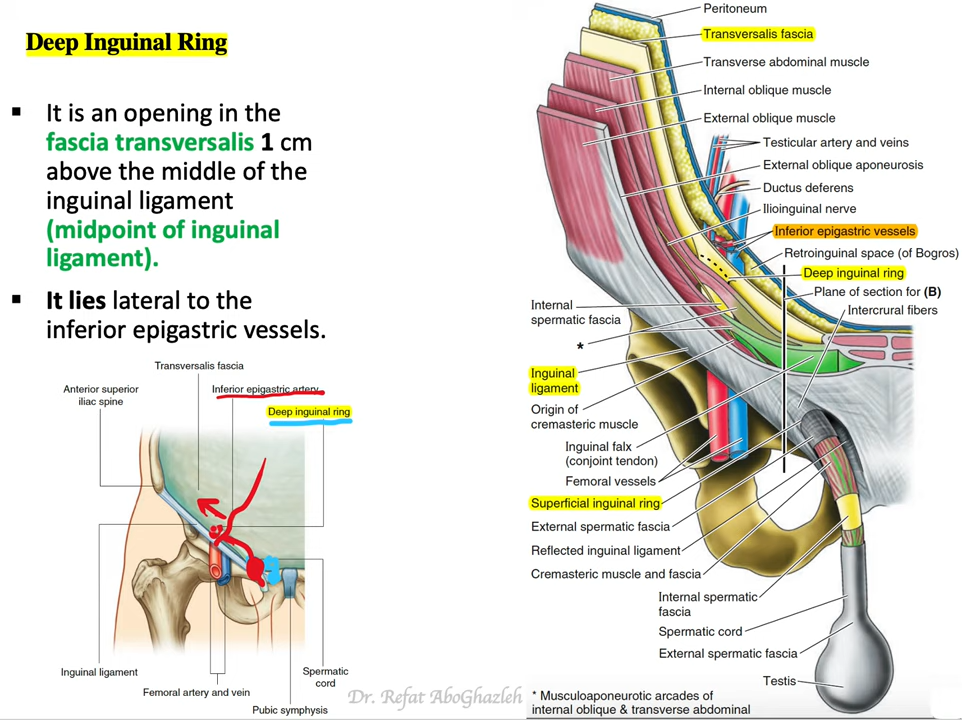 Deep Inguinal Ring
▪ It is an opening in the
fascia transversalis 1 cm
above the middle of the
inguinal ligament
(midpoint of inguinal
ligament).
▪ It lies lateral to the
inferior epigastric vessels.
Transversalis fascia
Anterior superior
iliac spine
Inferior epigastric artery
Deep inguinal ring
Inguinal ligament
Femoral artery and vein
Pubic symphysis
Spermatic
cord
Peritoneum
Transversalis fascia
Transverse abdominal muscle
Internal oblique muscle
External oblique muscle
Testicular artery and veins
External oblique aponeurosis
Ductus deferens
Ilioinguinal nerve
Inferior epigastric vessels
Retroinguinal space (of Bogros)
Deep inguinal ring
Plane of section for (B)
Intercrural fibers
Internal
spermatic fascia
*
Inguinal
ligament
Origin of
cremasteric muscle
Inguinal falx
(conjoint tendon)
Femoral vessels
Superficial inguinal ring
External spermatic fascia
Reflected inguinal ligament
Cremasteric muscle and fascia
Internal spermatic
fascia
Spermatic cord
External spermatic fascia
Testis
* Musculoaponeurotic arcades of
internal oblique & transverse abdominal
Dr. Refat AboGhazleh